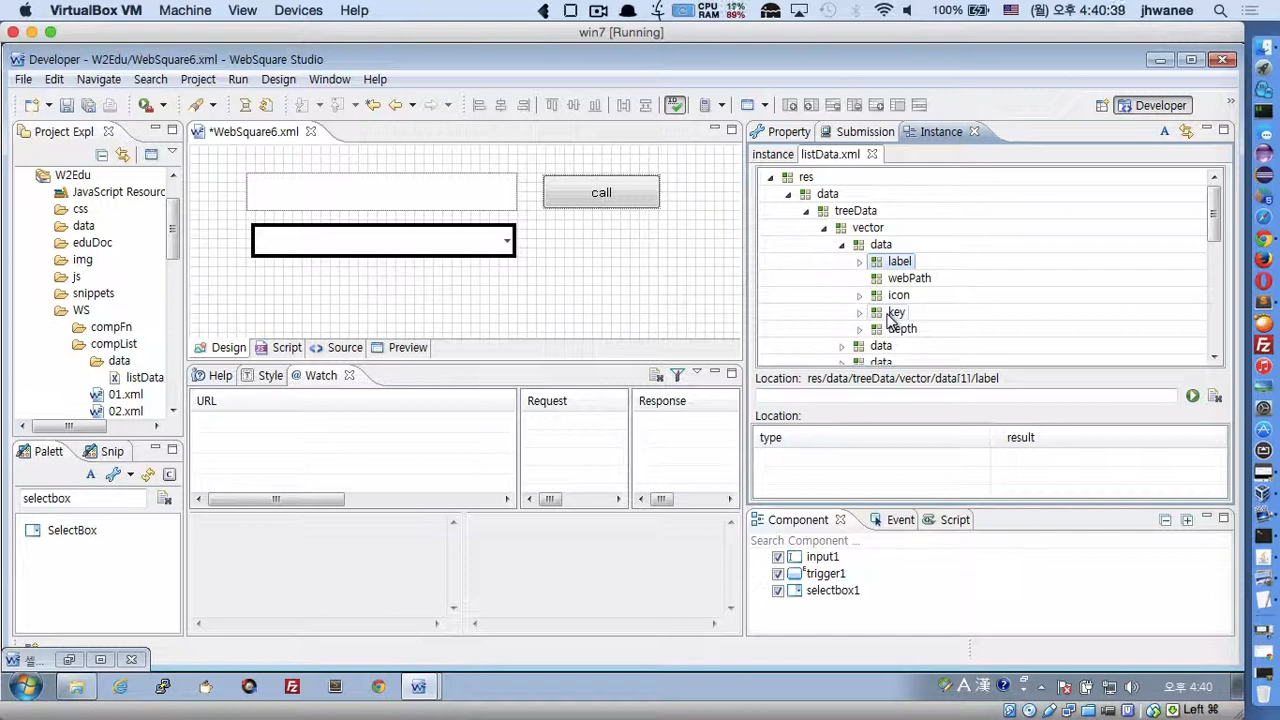 VirtualBox VM Machine View Devices Help 17% CPU RAM 89% 100% (월) 오후 4:40:39 jhwanee
win7 [Running]
Developer - W2Edu/WebSquare6.xml - WebSquare Studio
File Edit Navigate Search Project Run Design Window Help
Developer
Project Expl
*WebSquare6.xml
Property Submission Instance
instance listData.xml
W2Edu
JavaScript Resourc
css
data
eduDoc
img
js
snippets
WS
compFn
compList
data
listData
01.xml
02.xml
call
res
data
treeData
vector
data
label
webPath
icon
key
depth
data
data
Design Script Source Preview
Location: res/data/treeData/vector/data[1]/label
Location:
type result
Help Style Watch
URL Request Response
Palett Snip
selectbox
SelectBox
Component Event Script
Search Component ...
input1
trigger1
selectbox1
A 漢
오후 4:40
Left ⌘